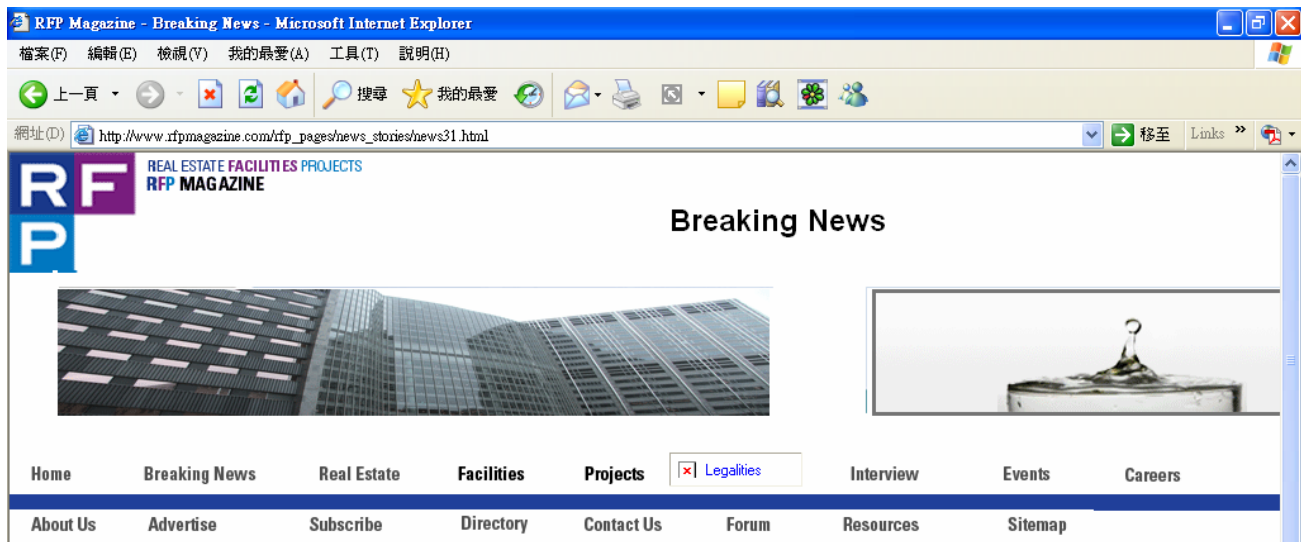 RFP Magazine - Breaking News - Microsoft Internet Explorer
檔案(F) 編輯(E) 檢視(V) 我的最愛(A) 工具(T) 說明(H)
上一頁 搜尋 我的最愛
網址(D) http://www.rfpmagazine.com/rfp_pages/news_stories/news31.html 移至 Links »
RFP
REAL ESTATE FACILITIES PROJECTS
RFP MAGAZINE
Breaking News
Home Breaking News Real Estate Facilities Projects Legalities Interview Events Careers
About Us Advertise Subscribe Directory Contact Us Forum Resources Sitemap